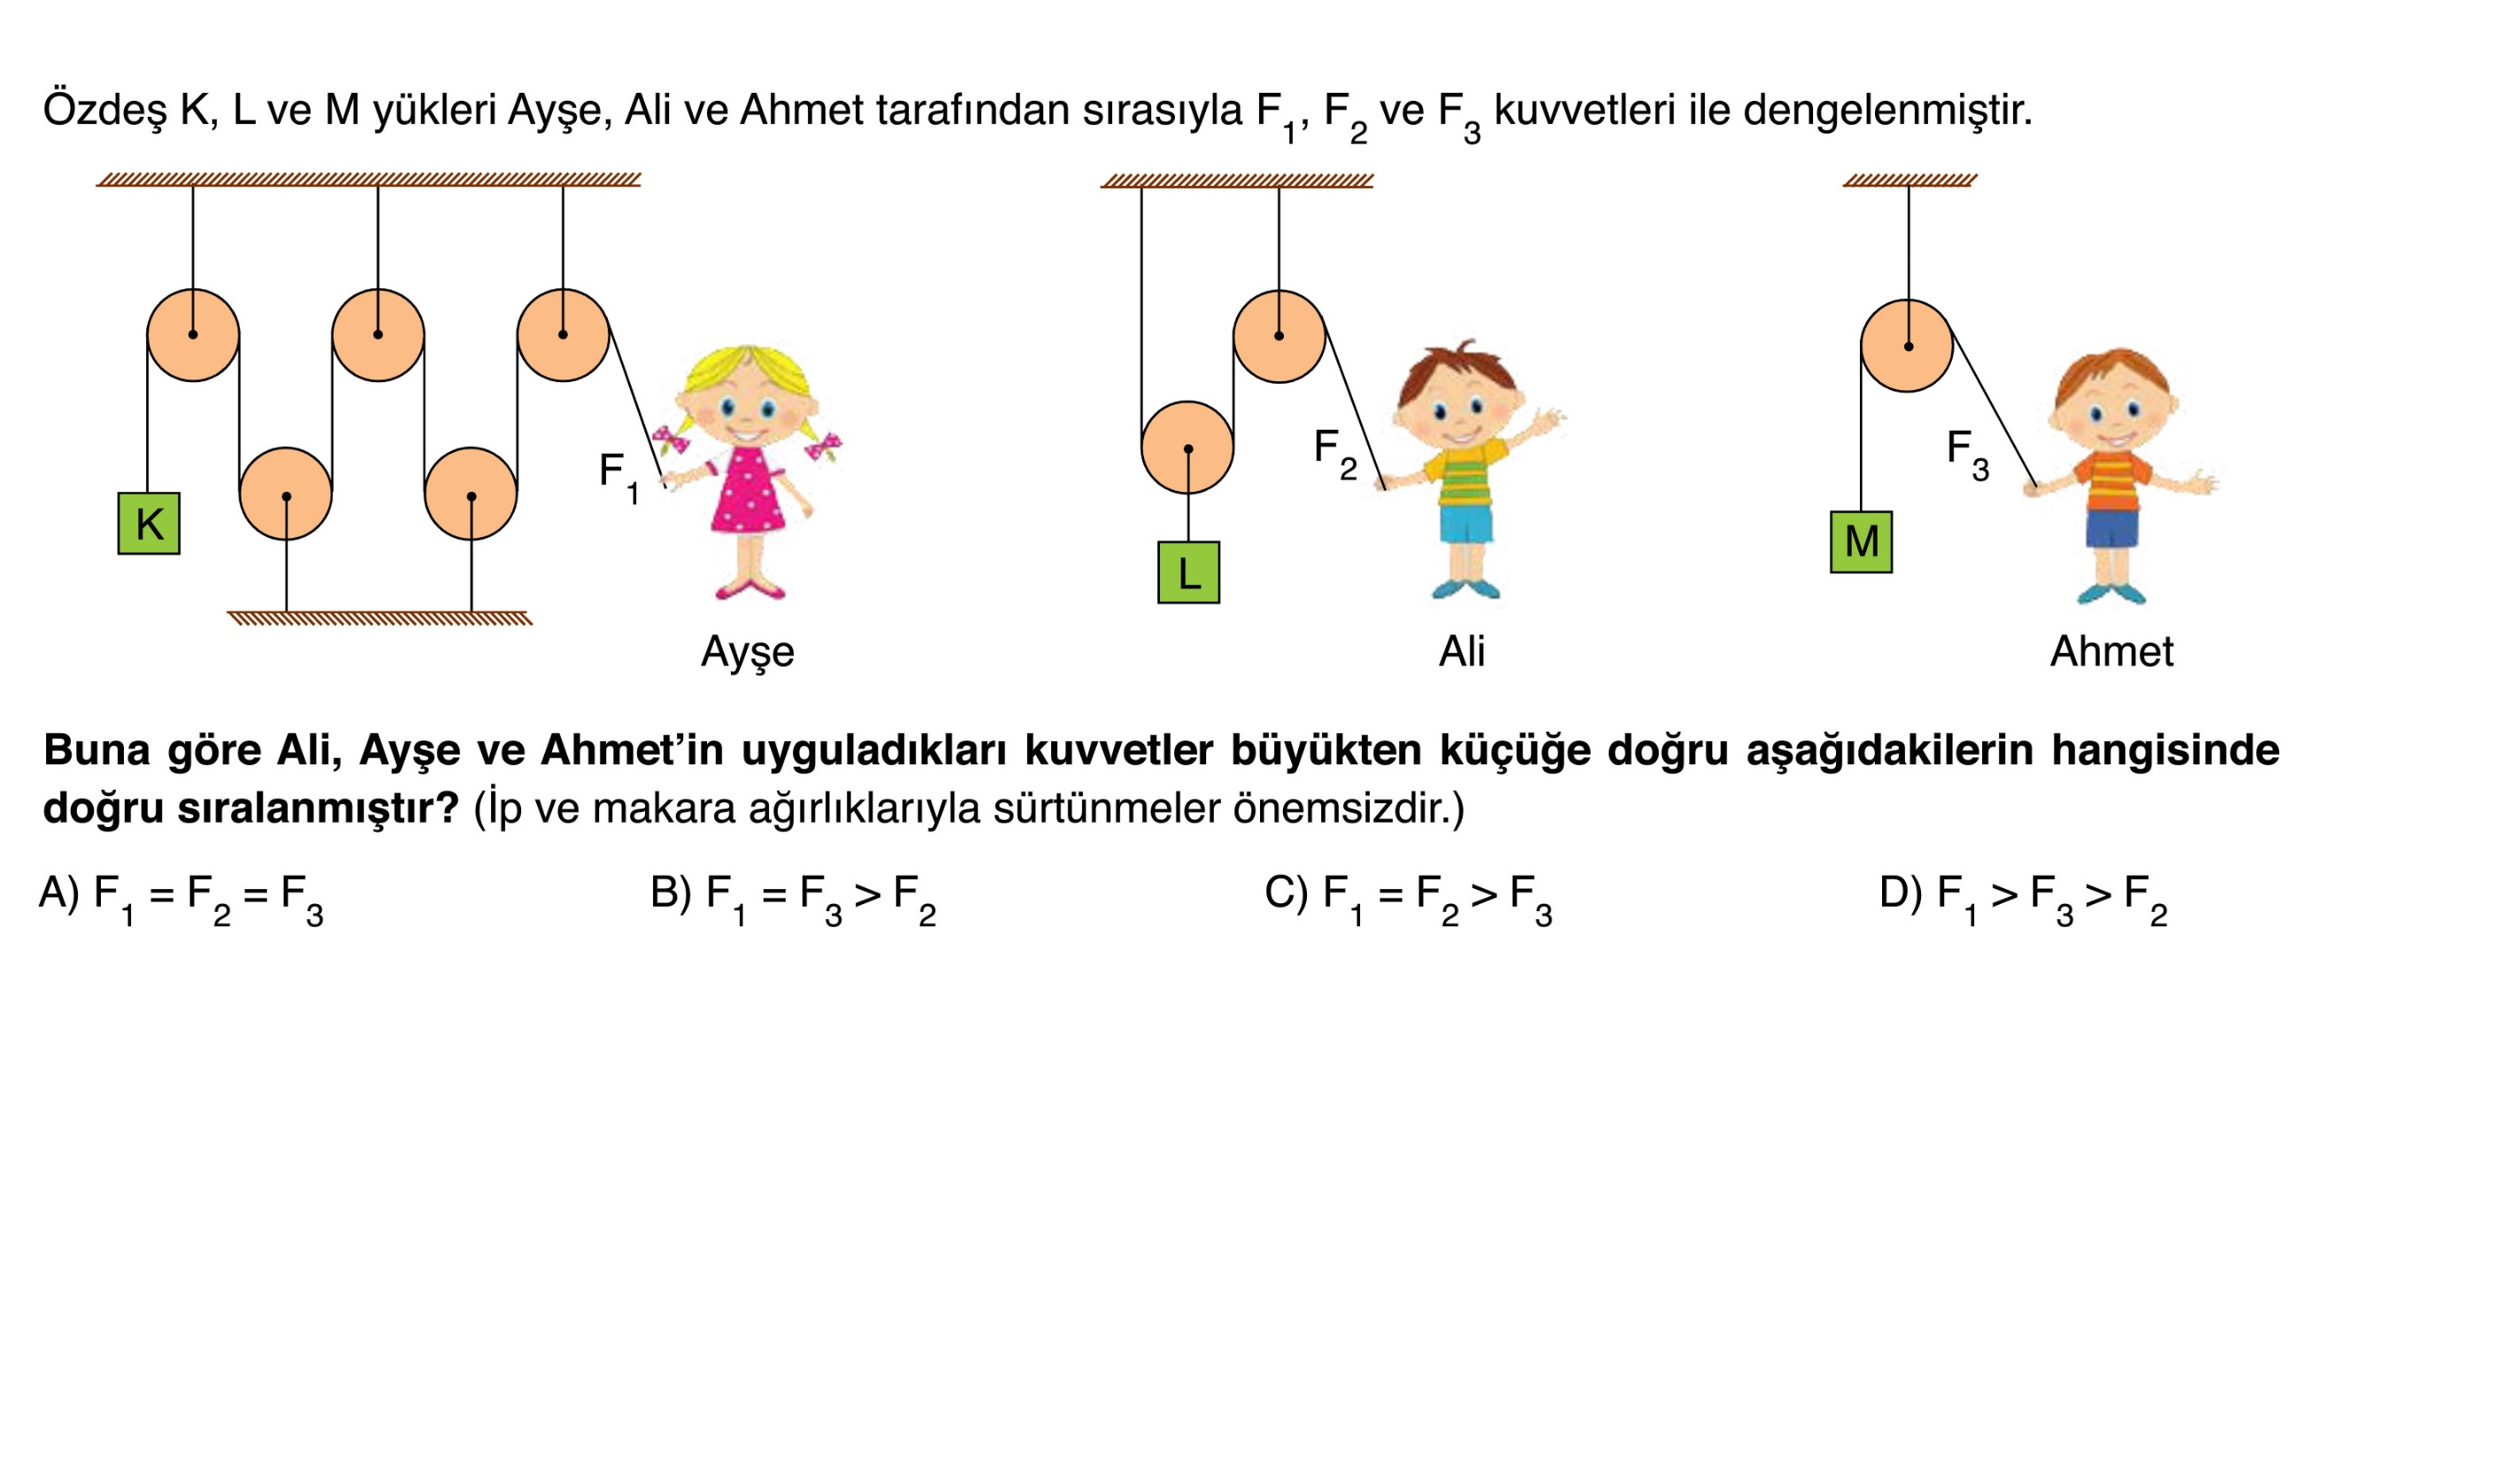 Özdeş K, L ve M yükleri Ayşe, Ali ve Ahmet tarafından sırasıyla F₁, F₂ ve F₃ kuvvetleri ile dengelenmiştir.
K
F₁
Ayşe
L
F₂
Ali
M
F₃
Ahmet
Buna göre Ali, Ayşe ve Ahmet’in uyguladıkları kuvvetler büyükten küçüğe doğru aşağıdakilerin hangisinde
doğru sıralanmıştır? (İp ve makara ağırlıklarıyla sürtünmeler önemsizdir.)
A) F₁ = F₂ = F₃ B) F₁ = F₃ > F₂ C) F₁ = F₂ > F₃ D) F₁ > F₃ > F₂